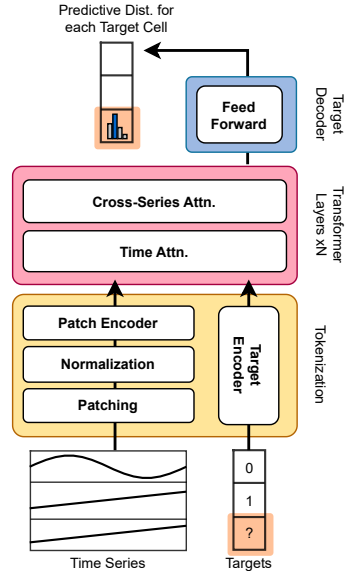 Predictive Dist. for
each Target Cell
Feed
Forward
Target
Decoder
Cross-Series Attn.
Time Attn.
Transformer
Layers xN
Patch Encoder
Normalization
Patching
Target
Encoder
Tokenization
0
1
?
Time Series
Targets